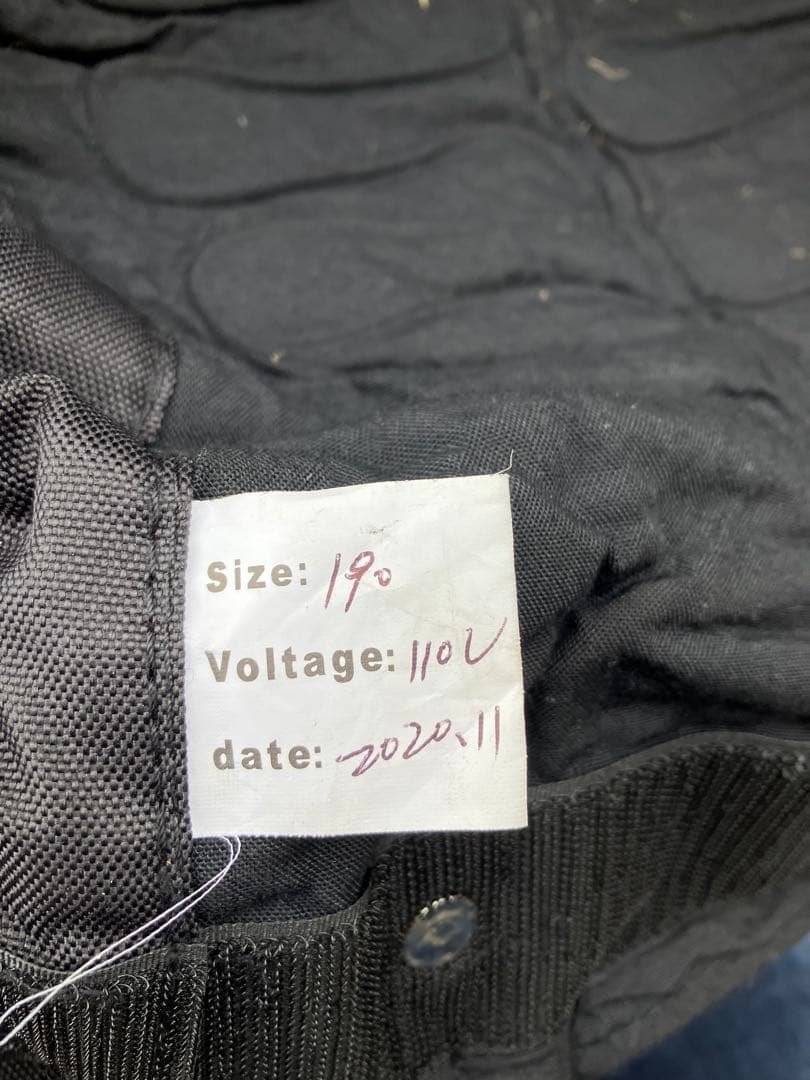 Size: 190
Voltage: 110V
date: 2020.11